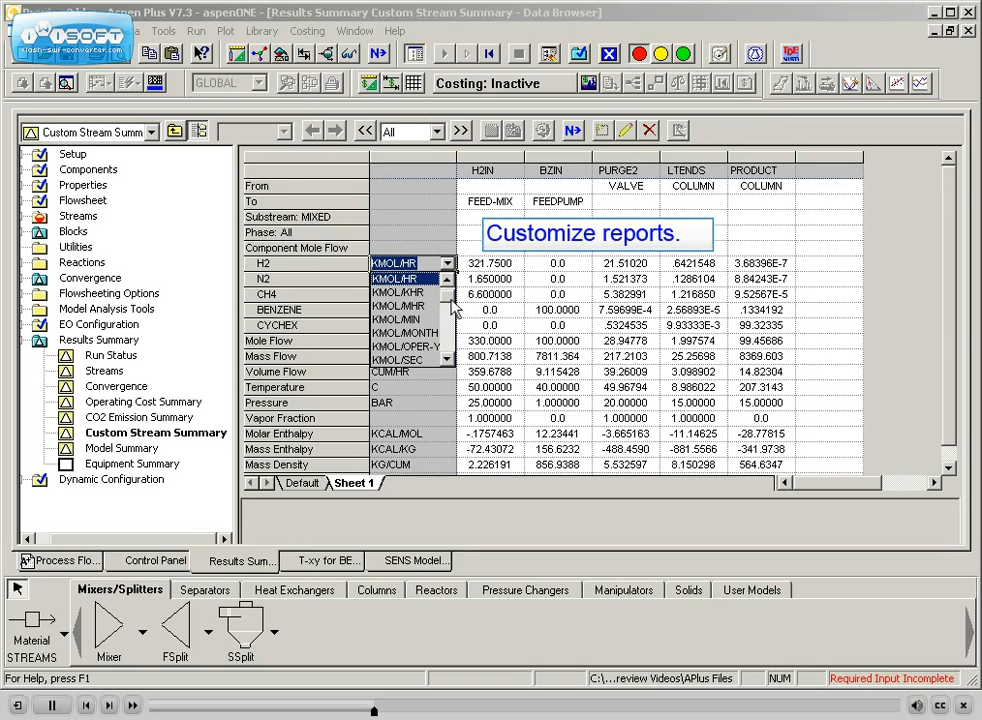 Aspen Plus V7.3 - aspenONE - [Results Summary Custom Stream Summary - Data Browser]
iSOFT
flash-swf-converter.com
Tools Run Plot Library Costing Window Help
GLOBAL Costing: Inactive
Custom Stream Summ All
Setup
Components
Properties
Flowsheet
Streams
Blocks
Utilities
Reactions
Convergence
Flowsheeting Options
Model Analysis Tools
EO Configuration
Results Summary
Run Status
Streams
Convergence
Operating Cost Summary
CO2 Emission Summary
Custom Stream Summary
Model Summary
Equipment Summary
Dynamic Configuration
H2IN BZIN PURGE2 LTENDS PRODUCT
From VALVE COLUMN COLUMN
To FEED-MIX FEEDPUMP
Substream: MIXED
Phase: All
Customize reports.
Component Mole Flow
H2 KMOL/HR 321.7500 0.0 21.51020 .6421548 3.68396E-7
N2 KMOL/HR 1.650000 0.0 1.521373 .1286104 8.84243E-7
CH4 KMOL/KHR 6.600000 0.0 5.382991 1.216850 9.52567E-5
BENZENE KMOL/MHR 0.0 100.0000 7.59699E-4 2.56893E-5 .1334192
CYCHEX KMOL/MIN 0.0 0.0 .5324535 9.93333E-3 99.32335
Mole Flow KMOL/MONTH 330.0000 100.0000 28.94778 1.997574 99.45686
Mass Flow KMOL/OPER-Y 800.7138 7811.364 217.2103 25.25698 8369.603
KMOL/SEC
Volume Flow CUM/HR 359.6788 9.115428 39.26009 3.098902 14.82304
Temperature C 50.00000 40.00000 49.96794 8.986022 207.3143
Pressure BAR 25.00000 1.000000 20.00000 15.00000 15.00000
Vapor Fraction 1.000000 0.0 1.000000 1.000000 0.0
Molar Enthalpy KCAL/MOL -.1757463 12.23441 -3.665163 -11.14625 -28.77815
Mass Enthalpy KCAL/KG -72.43072 156.6232 -488.4590 -881.5566 -341.9738
Mass Density KG/CUM 2.226191 856.9388 5.532597 8.150298 564.6347
Default Sheet 1
Process Flo... Control Panel Results Sum... T-xy for BE... SENS Model...
Mixers/Splitters Separators Heat Exchangers Columns Reactors Pressure Changers Manipulators Solids User Models
Material
STREAMS Mixer FSplit SSplit
For Help, press F1 C:\...review Videos\APlus Files NUM Required Input Incomplete
CC